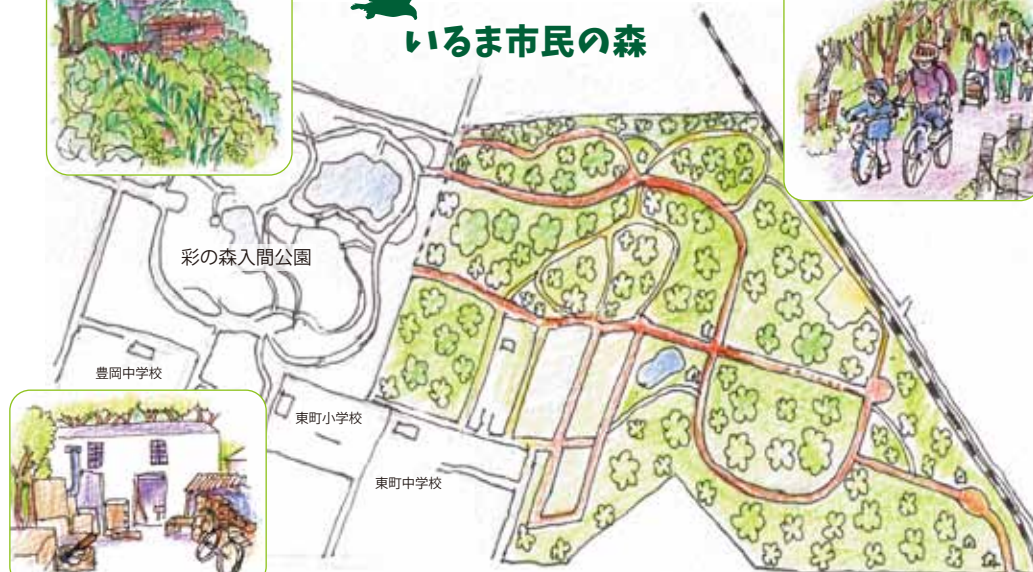 いるま市民の森
彩の森入間公園
豊岡中学校
東町小学校
東町中学校